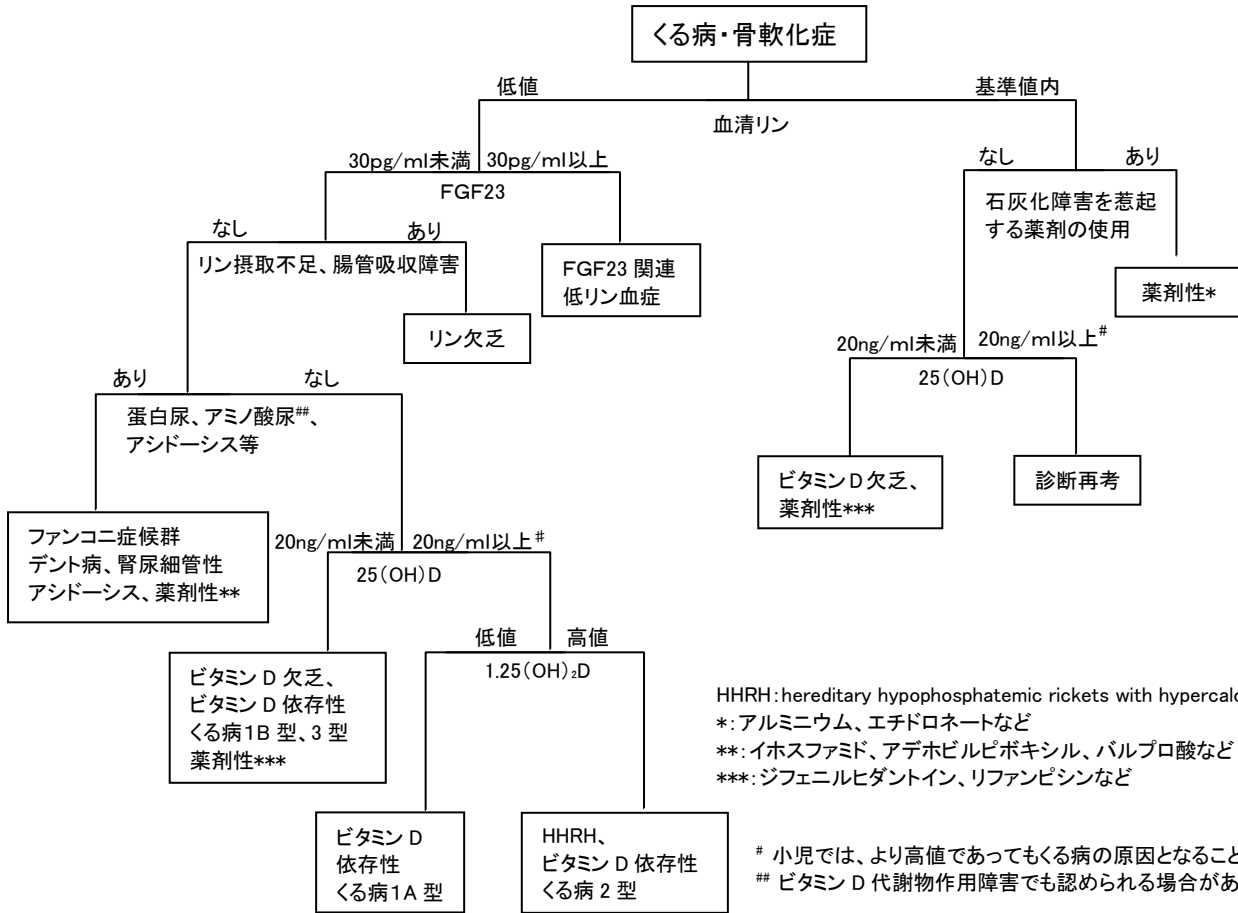 くる病・骨軟化症
低値
基準値内
血清リン
30pg/ml未満
30pg/ml以上
FGF23
なし
あり
石灰化障害を惹起
する薬剤の使用
なし
あり
リン摂取不足、腸管吸収障害
FGF23 関連
低リン血症
薬剤性*
リン欠乏
20ng/ml未満
20ng/ml以上#
25(OH)D
あり
なし
蛋白尿、アミノ酸尿##、
アシドーシス等
ビタミン D 欠乏、
薬剤性***
診断再考
ファンコニ症候群
デント病、腎尿細管性
アシドーシス、薬剤性**
20ng/ml未満
20ng/ml以上#
25(OH)D
低値
高値
1.25(OH)₂D
ビタミン D 欠乏、
ビタミン D 依存性
くる病1B 型、3 型
薬剤性***
ビタミン D
依存性
くる病1A 型
HHRH、
ビタミン D 依存性
くる病 2 型
HHRH:hereditary hypophosphatemic rickets with hypercalc
*:アルミニウム、エチドロネートなど
**:イホスファミド、アデホビルピボキシル、バルプロ酸など
***:ジフェニルヒダントイン、リファンピシンなど
# 小児では、より高値であってもくる病の原因となること
## ビタミン D 代謝物作用障害でも認められる場合があ